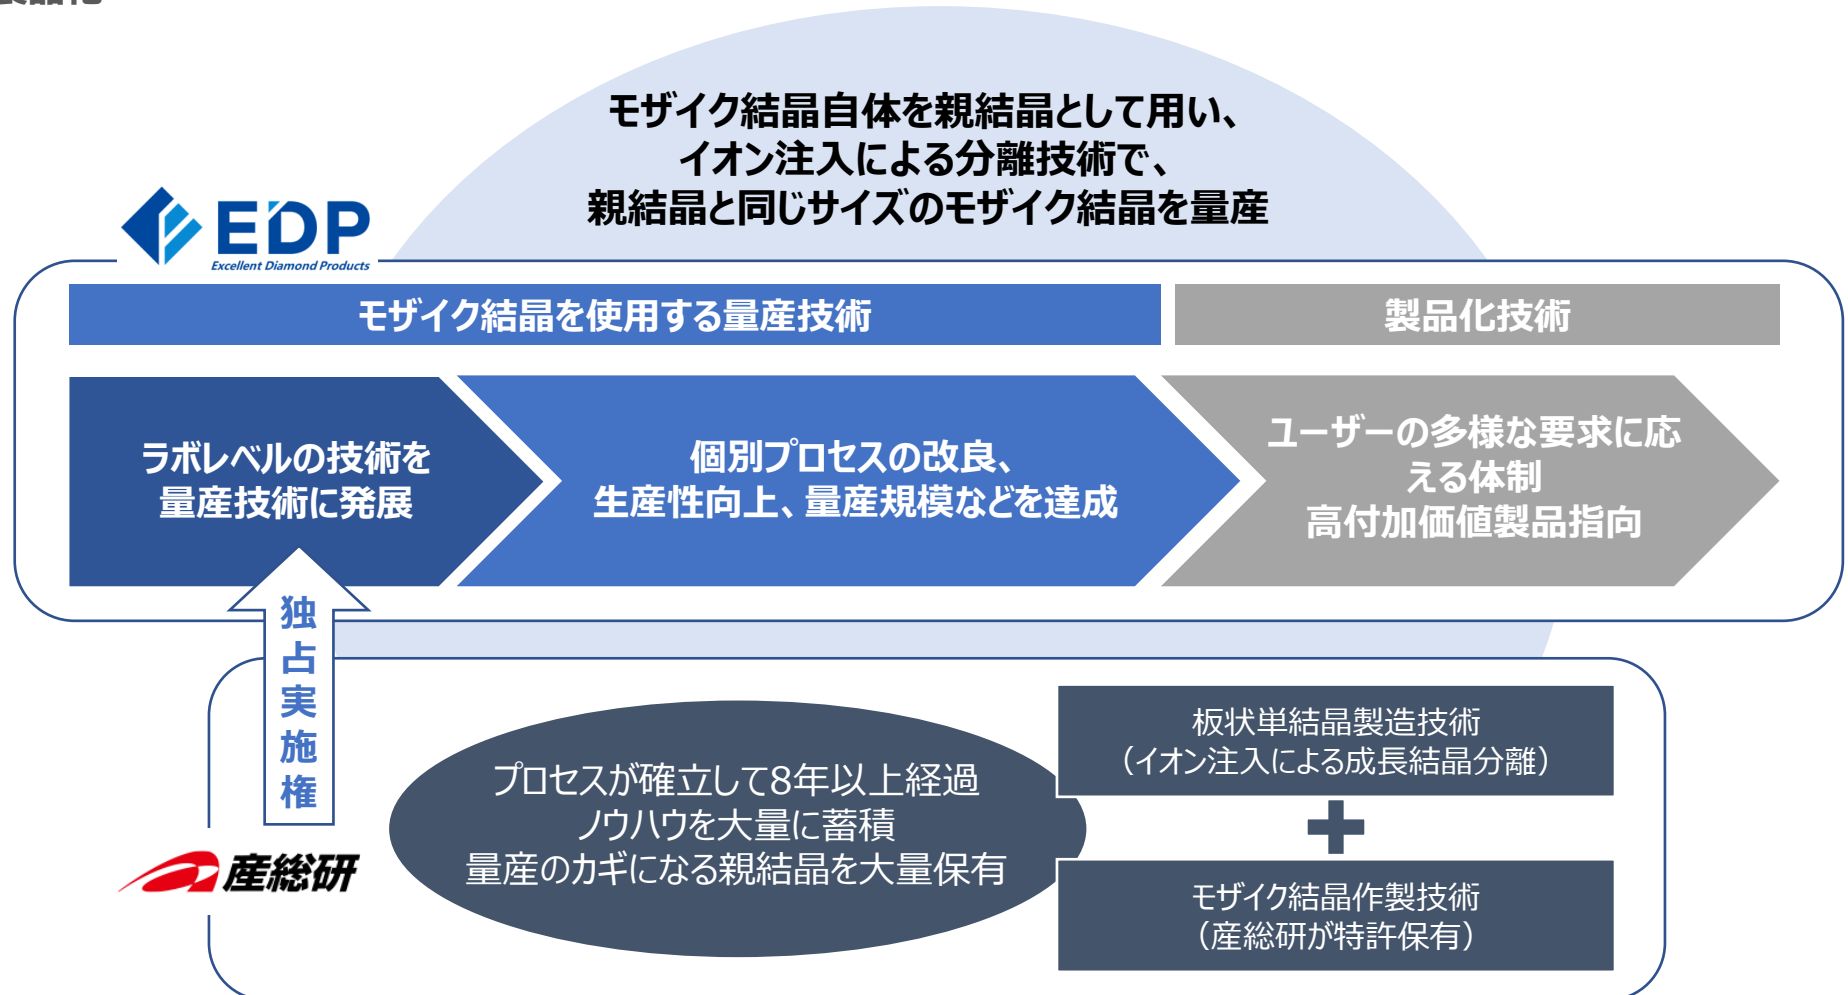 製品化
モザイク結晶自体を親結晶として用い、
イオン注入による分離技術で、
親結晶と同じサイズのモザイク結晶を量産
EDP
Excellent Diamond Products
モザイク結晶を使用する量産技術
製品化技術
ラボレベルの技術を
量産技術に発展
個別プロセスの改良、
生産性向上、量産規模などを達成
ユーザーの多様な要求に応
える体制
高付加価値製品指向
独占実施権
産総研
プロセスが確立して8年以上経過
ノウハウを大量に蓄積
量産のカギになる親結晶を大量保有
板状単結晶製造技術
（イオン注入による成長結晶分離）
モザイク結晶作製技術
（産総研が特許保有）